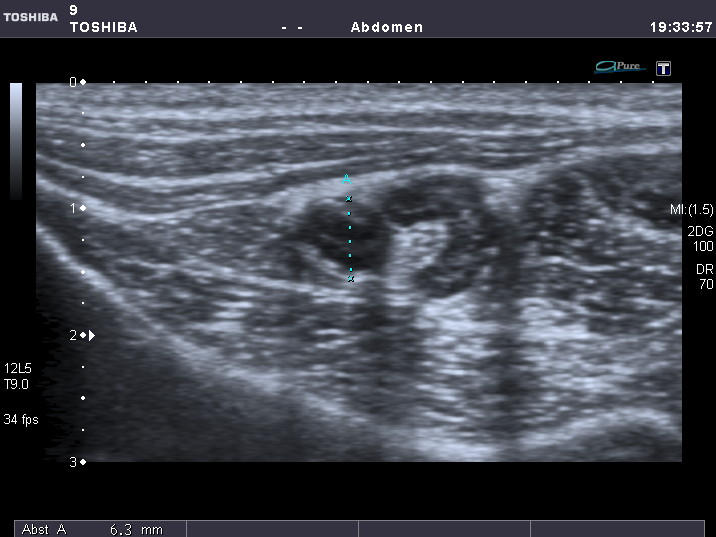 TOSHIBA
9
TOSHIBA - - Abdomen 19:33:57
aPure T
0
1
MI:(1.5)
2DG
100
DR
70
2
12L5
T9.0
34 fps
3
Abst A 6.3 mm